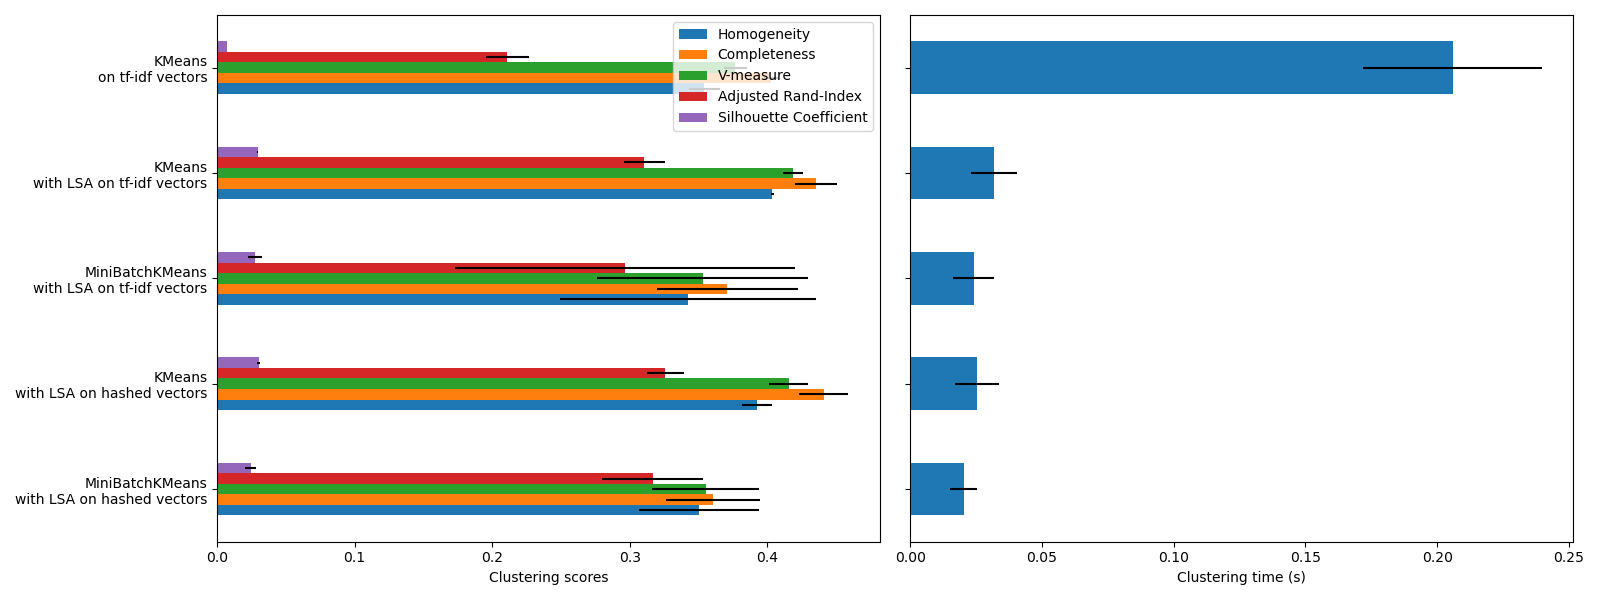 KMeans
on tf-idf vectors
KMeans
with LSA on tf-idf vectors
MiniBatchKMeans
with LSA on tf-idf vectors
KMeans
with LSA on hashed vectors
MiniBatchKMeans
with LSA on hashed vectors
Homogeneity
Completeness
V-measure
Adjusted Rand-Index
Silhouette Coefficient
0.0 0.1 0.2 0.3 0.4
Clustering scores
0.00 0.05 0.10 0.15 0.20 0.25
Clustering time (s)